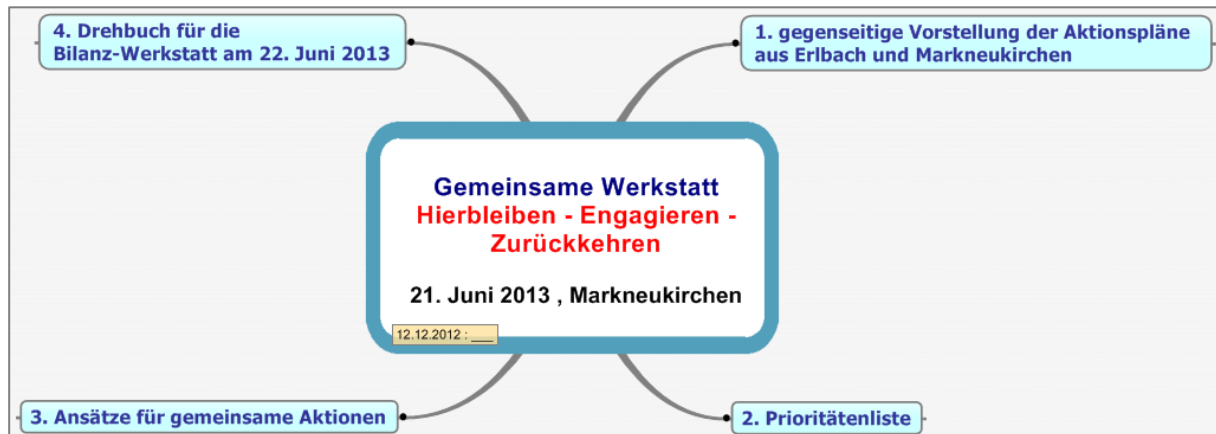 4. Drehbuch für die
Bilanz-Werkstatt am 22. Juni 2013
1. gegenseitige Vorstellung der Aktionspläne
aus Erlbach und Markneukirchen
Gemeinsame Werkstatt
Hierbleiben - Engagieren -
Zurückkehren
21. Juni 2013 , Markneukirchen
12.12.2012 : ___
3. Ansätze für gemeinsame Aktionen
2. Prioritätenliste